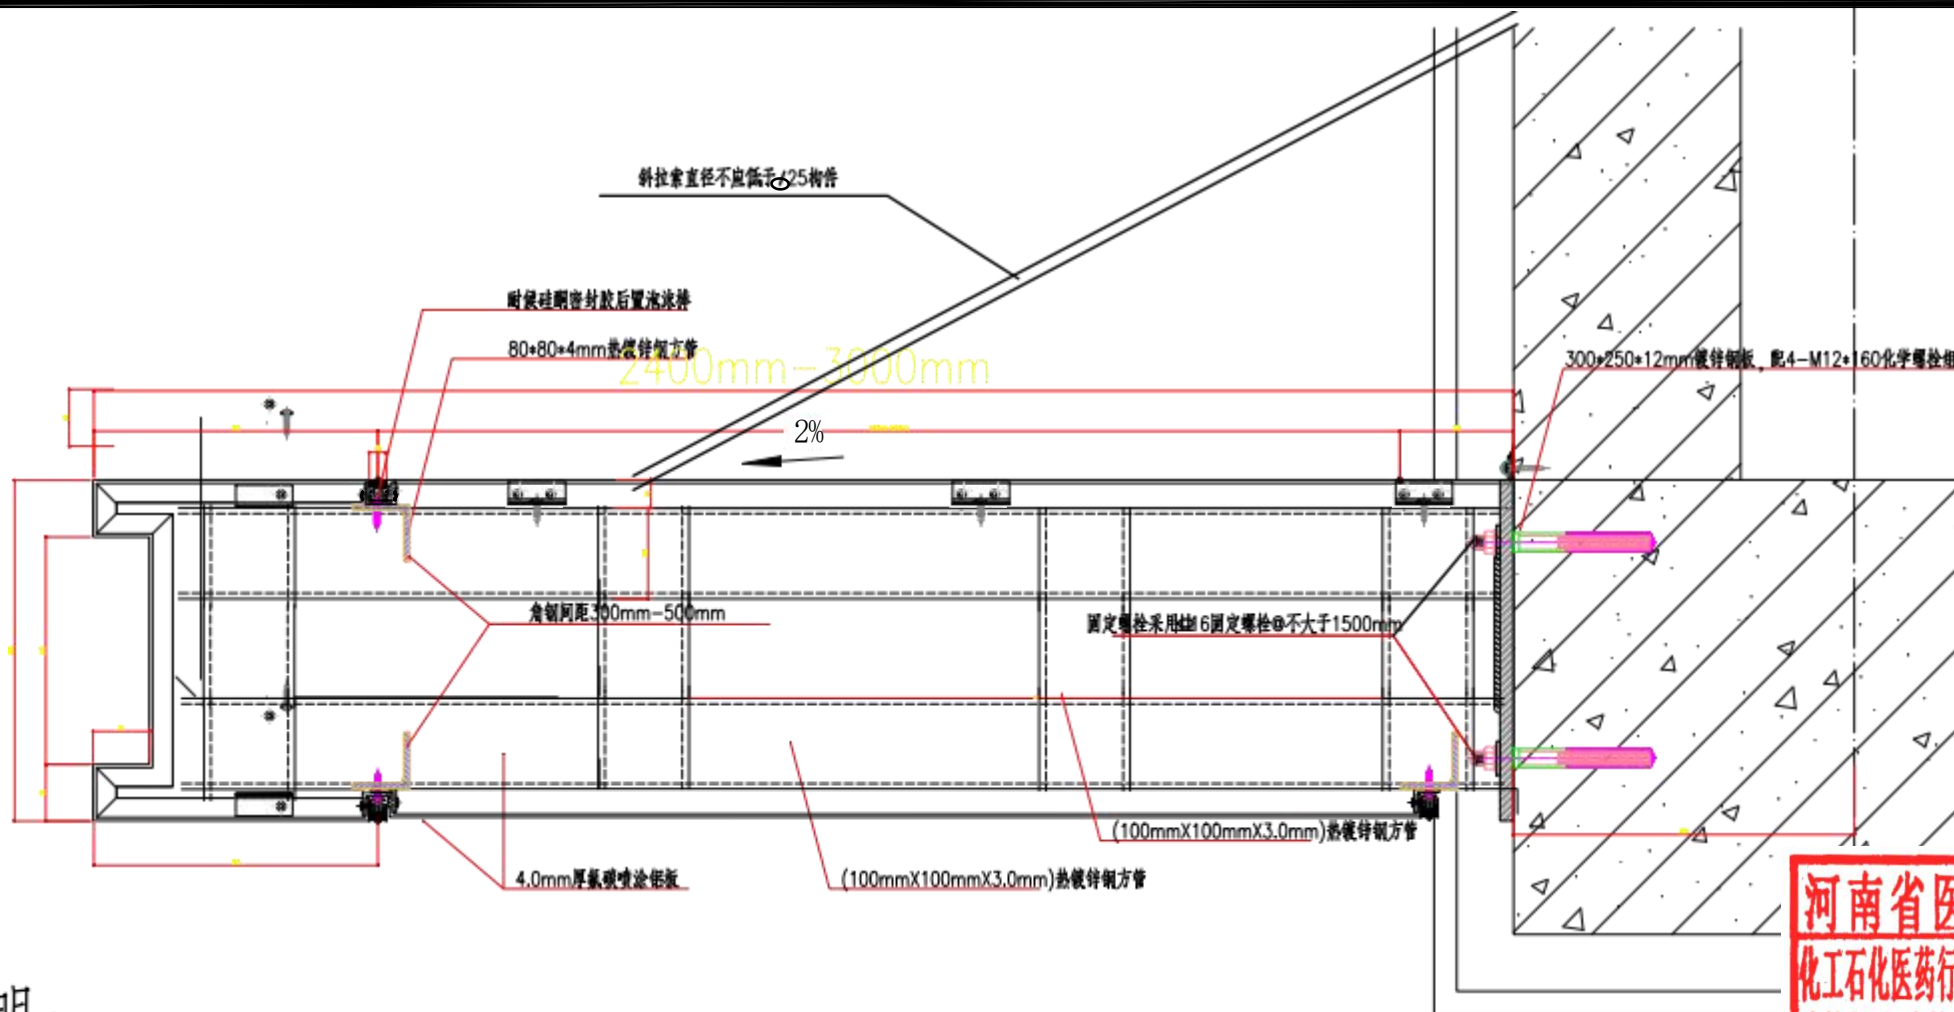 斜拉索直径不应低于∅25构件
耐候硅酮密封胶后置泡沫棒
80*80*4mm热镀锌钢方管
2400mm-3000mm
300*250*12mm镀锌钢板，配4-M12*160化学螺栓组
2%
角钢间距300mm-500mm
固定螺栓采用 16固定螺栓@不大于1500mm
(100mmX100mmX3.0mm)热镀锌钢方管
4.0mm厚氟碳喷涂铝板
(100mmX100mmX3.0mm)热镀锌钢方管
河南省医
化工石化医药行
明